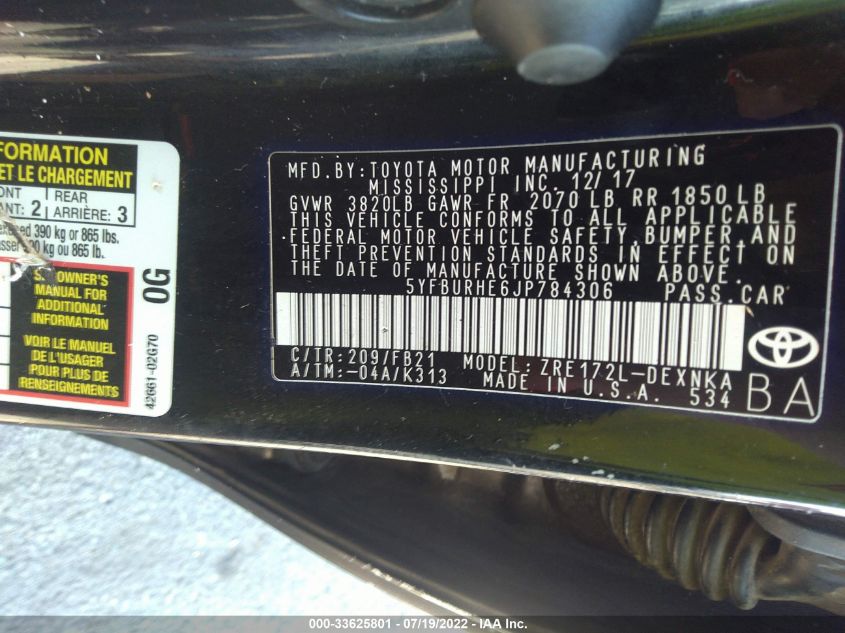 FORMATION
ET LE CHARGEMENT
2
REAR
ARRIÈRE: 3
390 kg or 865 lbs.
kg ou 865 lb.
OWNER'S
MANUAL FOR
ADDITIONAL
INFORMATION
VOIR LE MANUEL
DE L'USAGER
POUR PLUS DE
RENSEIGNEMENTS
0G
42661-02G70
MFD. BY: TOYOTA MOTOR MANUFACTURING
MISSISSIPPI INC. 12/17
GVWR 3820LB GAWR FR 2070 LB RR 1850 LB
THIS VEHICLE CONFORMS TO ALL APPLICABLE
FEDERAL MOTOR VEHICLE SAFETY, BUMPER, AND
THEFT PREVENTION STANDARDS IN EFFECT ON
THE DATE OF MANUFACTURE SHOWN ABOVE.
5YFBURHE6JP784306 PASS. CAR
C/TR: 209/FB21 MODEL: ZRE172L-DEXNKA
A/TM: -04A/K313 MADE IN U.S.A. 534
BA
000-33625801 - 07/19/2022 - IAA Inc.